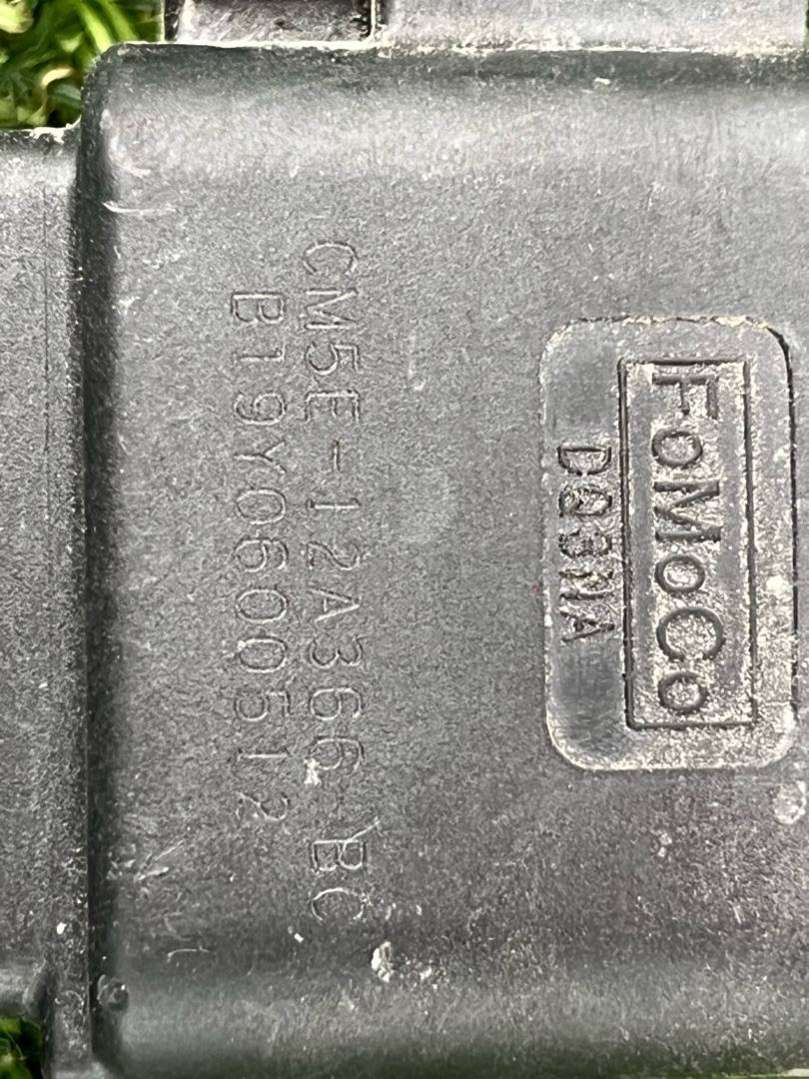 FoMoCo
DQ3NA
CM5E-12A366-BC
B19Y0600512